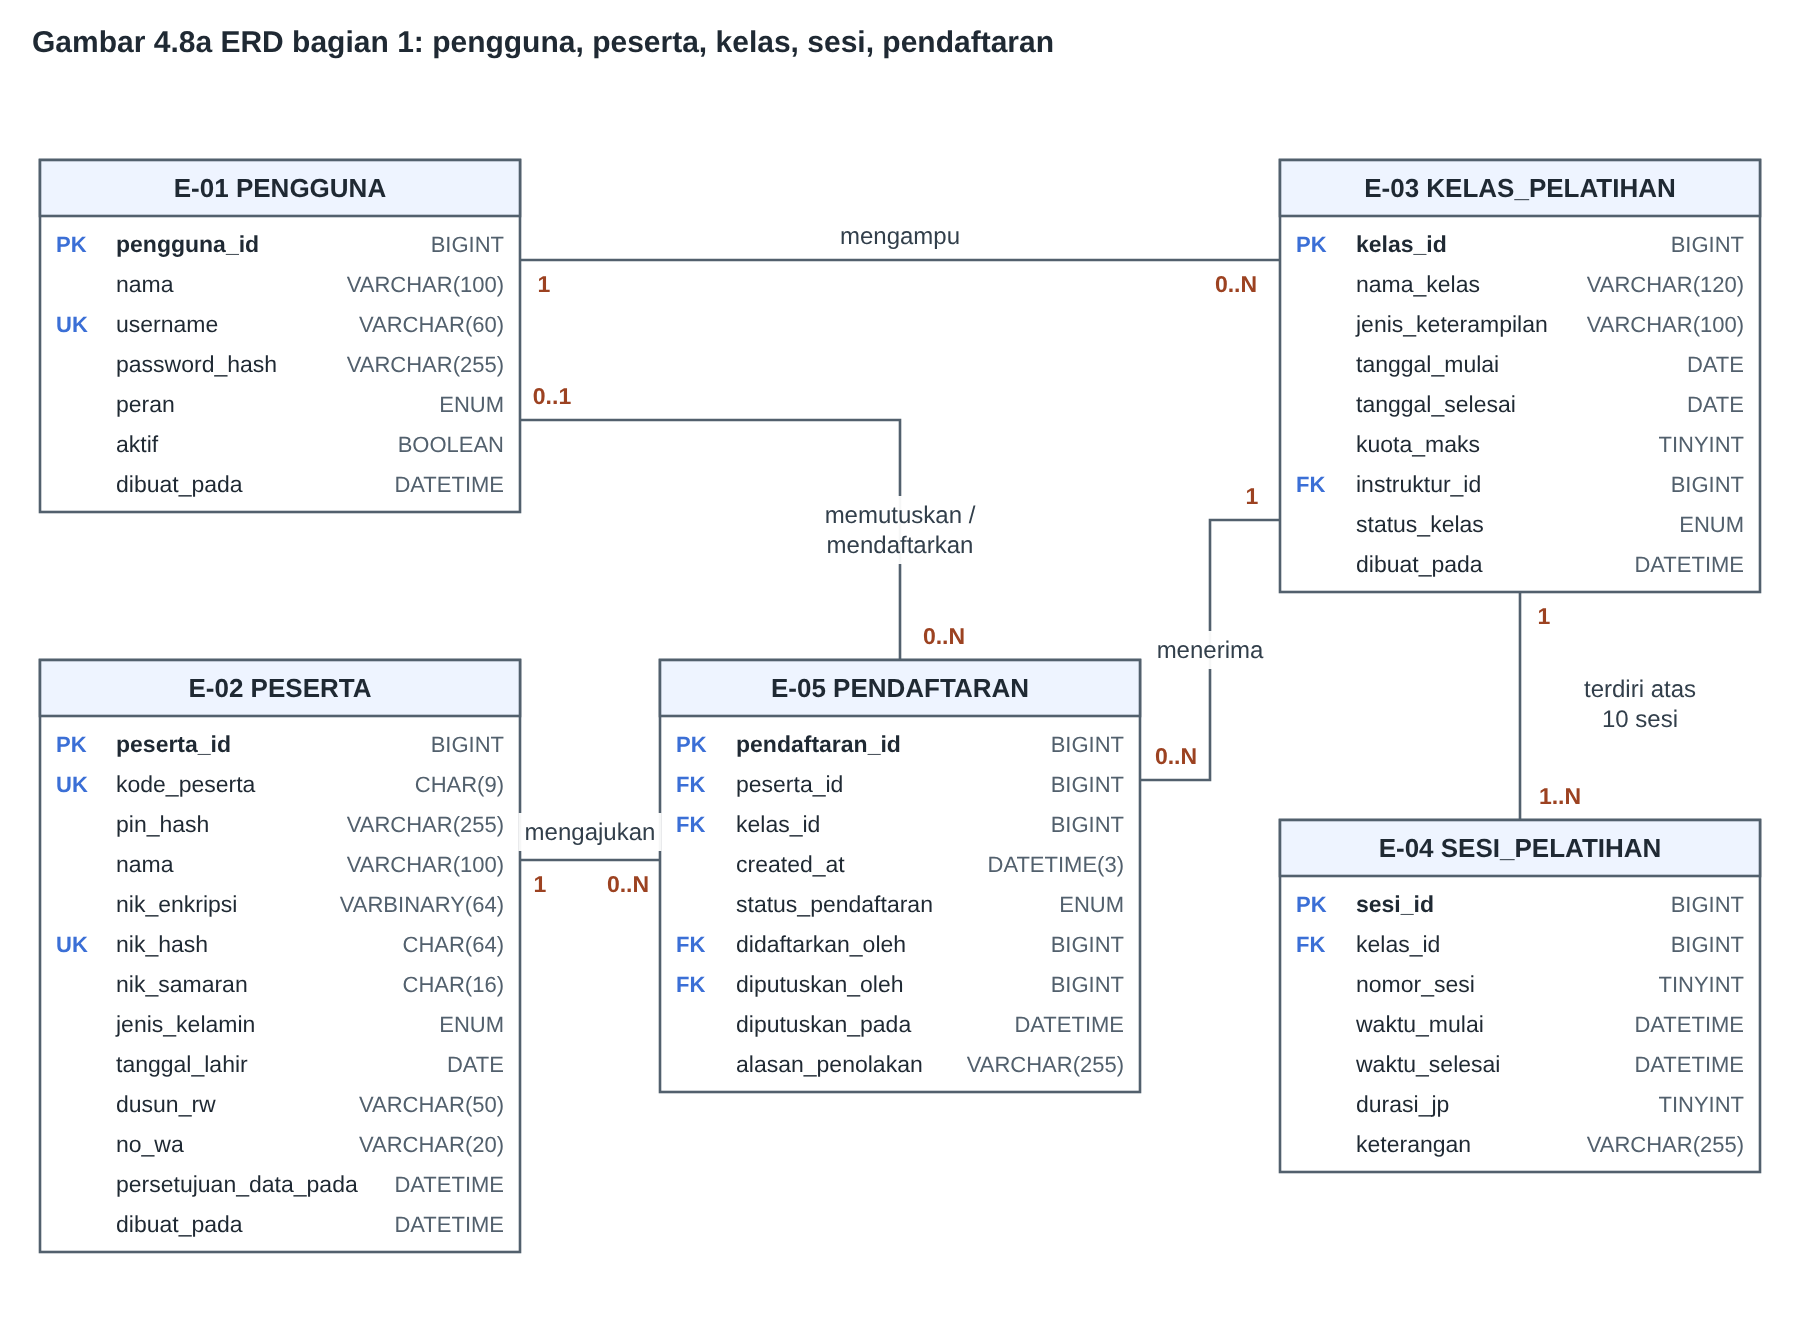 Gambar 4.8a ERD bagian 1: pengguna, peserta, kelas, sesi, pendaftaran
E-01 PENGGUNA
PK pengguna_id BIGINT
nama VARCHAR(100)
UK username VARCHAR(60)
password_hash VARCHAR(255)
peran ENUM
aktif BOOLEAN
dibuat_pada DATETIME
mengampu
1
0..N
E-03 KELAS_PELATIHAN
PK kelas_id BIGINT
nama_kelas VARCHAR(120)
jenis_keterampilan VARCHAR(100)
tanggal_mulai DATE
tanggal_selesai DATE
kuota_maks TINYINT
FK instruktur_id BIGINT
status_kelas ENUM
dibuat_pada DATETIME
0..1
memutuskan /
mendaftarkan
0..N
1
menerima
0..N
1
terdiri atas
10 sesi
1..N
E-02 PESERTA
PK peserta_id BIGINT
UK kode_peserta CHAR(9)
pin_hash VARCHAR(255)
nama VARCHAR(100)
nik_enkripsi VARBINARY(64)
UK nik_hash CHAR(64)
nik_samaran CHAR(16)
jenis_kelamin ENUM
tanggal_lahir DATE
dusun_rw VARCHAR(50)
no_wa VARCHAR(20)
persetujuan_data_pada DATETIME
dibuat_pada DATETIME
mengajukan
1
0..N
E-05 PENDAFTARAN
PK pendaftaran_id BIGINT
FK peserta_id BIGINT
FK kelas_id BIGINT
created_at DATETIME(3)
status_pendaftaran ENUM
FK didaftarkan_oleh BIGINT
FK diputuskan_oleh BIGINT
diputuskan_pada DATETIME
alasan_penolakan VARCHAR(255)
E-04 SESI_PELATIHAN
PK sesi_id BIGINT
FK kelas_id BIGINT
nomor_sesi TINYINT
waktu_mulai DATETIME
waktu_selesai DATETIME
durasi_jp TINYINT
keterangan VARCHAR(255)